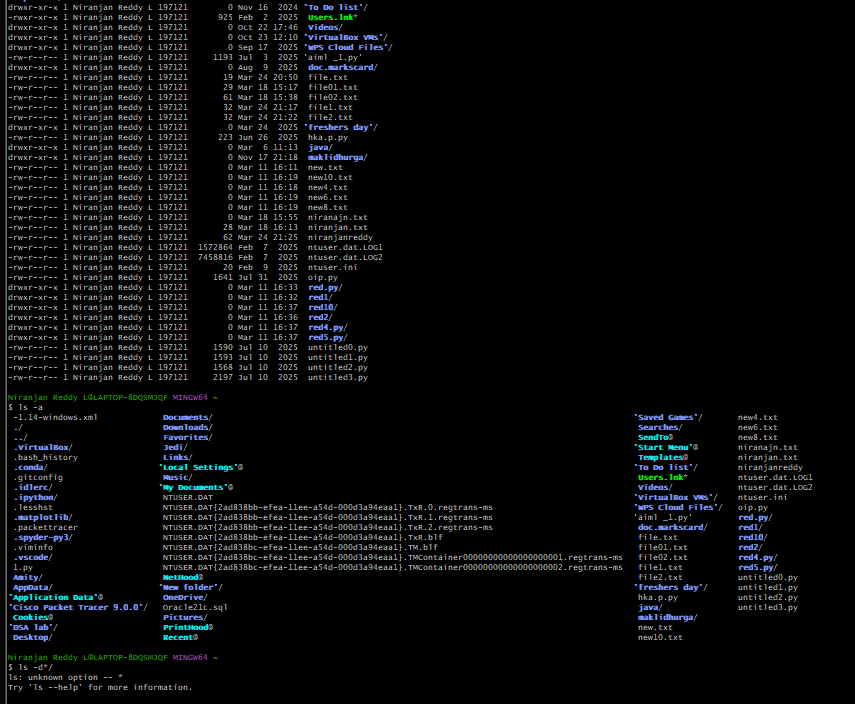 drwxr-xr-x 1 Niranjan Reddy L 197121       0 Nov 16  2024 'To Do list'/
-rwxr-xr-x 1 Niranjan Reddy L 197121     925 Feb  2  2025  Users.lnk*
drwxr-xr-x 1 Niranjan Reddy L 197121       0 Oct 22 17:46  Videos/
drwxr-xr-x 1 Niranjan Reddy L 197121       0 Oct 23 12:10 'VirtualBox VMs'/
drwxr-xr-x 1 Niranjan Reddy L 197121       0 Sep 17  2025 'WPS Cloud Files'/
-rw-r--r-- 1 Niranjan Reddy L 197121    1193 Jul  3  2025 'aiml _1.py'
drwxr-xr-x 1 Niranjan Reddy L 197121       0 Aug  9  2025  doc.markscard/
-rw-r--r-- 1 Niranjan Reddy L 197121      19 Mar 24 20:50  file.txt
-rw-r--r-- 1 Niranjan Reddy L 197121      29 Mar 18 15:17  file01.txt
-rw-r--r-- 1 Niranjan Reddy L 197121      61 Mar 18 15:38  file02.txt
-rw-r--r-- 1 Niranjan Reddy L 197121      32 Mar 24 21:17  file1.txt
-rw-r--r-- 1 Niranjan Reddy L 197121      32 Mar 24 21:22  file2.txt
drwxr-xr-x 1 Niranjan Reddy L 197121       0 Mar 24  2025 'freshers day'/
-rw-r--r-- 1 Niranjan Reddy L 197121     223 Jun 26  2025  hka.p.py
drwxr-xr-x 1 Niranjan Reddy L 197121       0 Mar  6 11:13  java/
drwxr-xr-x 1 Niranjan Reddy L 197121       0 Nov 17 21:18  maklidhurga/
-rw-r--r-- 1 Niranjan Reddy L 197121       0 Mar 11 16:11  new.txt
-rw-r--r-- 1 Niranjan Reddy L 197121       0 Mar 11 16:19  new10.txt
-rw-r--r-- 1 Niranjan Reddy L 197121       0 Mar 11 16:18  new4.txt
-rw-r--r-- 1 Niranjan Reddy L 197121       0 Mar 11 16:19  new6.txt
-rw-r--r-- 1 Niranjan Reddy L 197121       0 Mar 11 16:19  new8.txt
-rw-r--r-- 1 Niranjan Reddy L 197121       0 Mar 18 15:55  niranajn.txt
-rw-r--r-- 1 Niranjan Reddy L 197121      28 Mar 18 16:13  niranjan.txt
-rw-r--r-- 1 Niranjan Reddy L 197121      62 Mar 24 21:25  niranjanreddy
-rw-r--r-- 1 Niranjan Reddy L 197121 1572864 Feb  7  2025  ntuser.dat.LOG1
-rw-r--r-- 1 Niranjan Reddy L 197121 7458816 Feb  7  2025  ntuser.dat.LOG2
-rw-r--r-- 1 Niranjan Reddy L 197121      20 Feb  9  2025  ntuser.ini
-rw-r--r-- 1 Niranjan Reddy L 197121    1641 Jul 31  2025  oip.py
drwxr-xr-x 1 Niranjan Reddy L 197121       0 Mar 11 16:33  red.py/
drwxr-xr-x 1 Niranjan Reddy L 197121       0 Mar 11 16:32  red1/
drwxr-xr-x 1 Niranjan Reddy L 197121       0 Mar 11 16:37  red10/
drwxr-xr-x 1 Niranjan Reddy L 197121       0 Mar 11 16:36  red2/
drwxr-xr-x 1 Niranjan Reddy L 197121       0 Mar 11 16:37  red4.py/
drwxr-xr-x 1 Niranjan Reddy L 197121       0 Mar 11 16:37  red5.py/
-rw-r--r-- 1 Niranjan Reddy L 197121    1590 Jul 10  2025  untitled0.py
-rw-r--r-- 1 Niranjan Reddy L 197121    1593 Jul 10  2025  untitled1.py
-rw-r--r-- 1 Niranjan Reddy L 197121    1568 Jul 10  2025  untitled2.py
-rw-r--r-- 1 Niranjan Reddy L 197121    2197 Jul 10  2025  untitled3.py
Niranjan Reddy L@LAPTOP-8DQSMJQF MINGW64 ~
$ ls -a
-1.14-windows.xml Documents/ 'Saved Games'/ new4.txt
./ Downloads/ Searches/ new6.txt
../ Favorites/ SendTo@ new8.txt
.VirtualBox/ Jedi/ 'Start Menu'@ niranajn.txt
.bash_history Links/ Templates@ niranjan.txt
.conda/ 'Local Settings'@ 'To Do list'/ niranjanreddy
.gitconfig Music/ Users.lnk* ntuser.dat.LOG1
.idlerc/ 'My Documents'@ Videos/ ntuser.dat.LOG2
.ipython/ NTUSER.DAT 'VirtualBox VMs'/ ntuser.ini
.lesshst NTUSER.DAT{2ad838bb-efea-11ee-a54d-000d3a94eaa1}.TxR.0.regtrans-ms 'WPS Cloud Files'/ oip.py
.matplotlib/ NTUSER.DAT{2ad838bb-efea-11ee-a54d-000d3a94eaa1}.TxR.1.regtrans-ms 'aiml _1.py' red.py/
.packettracer NTUSER.DAT{2ad838bb-efea-11ee-a54d-000d3a94eaa1}.TxR.2.regtrans-ms doc.markscard/ red1/
.spyder-py3/ NTUSER.DAT{2ad838bb-efea-11ee-a54d-000d3a94eaa1}.TxR.blf file.txt red10/
.viminfo NTUSER.DAT{2ad838bc-efea-11ee-a54d-000d3a94eaa1}.TM.blf file01.txt red2/
.vscode/ NTUSER.DAT{2ad838bc-efea-11ee-a54d-000d3a94eaa1}.TMContainer00000000000000000001.regtrans-ms file02.txt red4.py/
1.py NTUSER.DAT{2ad838bc-efea-11ee-a54d-000d3a94eaa1}.TMContainer00000000000000000002.regtrans-ms file1.txt red5.py/
Amity/ NetHood@ file2.txt untitled0.py
AppData/ 'New folder'/ 'freshers day'/ untitled1.py
'Application Data'@ OneDrive/ hka.p.py untitled2.py
'Cisco Packet Tracer 9.0.0'/ Oracle21c.sql java/ untitled3.py
Cookies@ Pictures/ maklidhurga/
'DSA lab'/ PrintHood@ new.txt
Desktop/ Recent@ new10.txt
Niranjan Reddy L@LAPTOP-8DQSMJQF MINGW64 ~
$ ls -d*/
ls: unknown option -- *
Try 'ls --help' for more information.